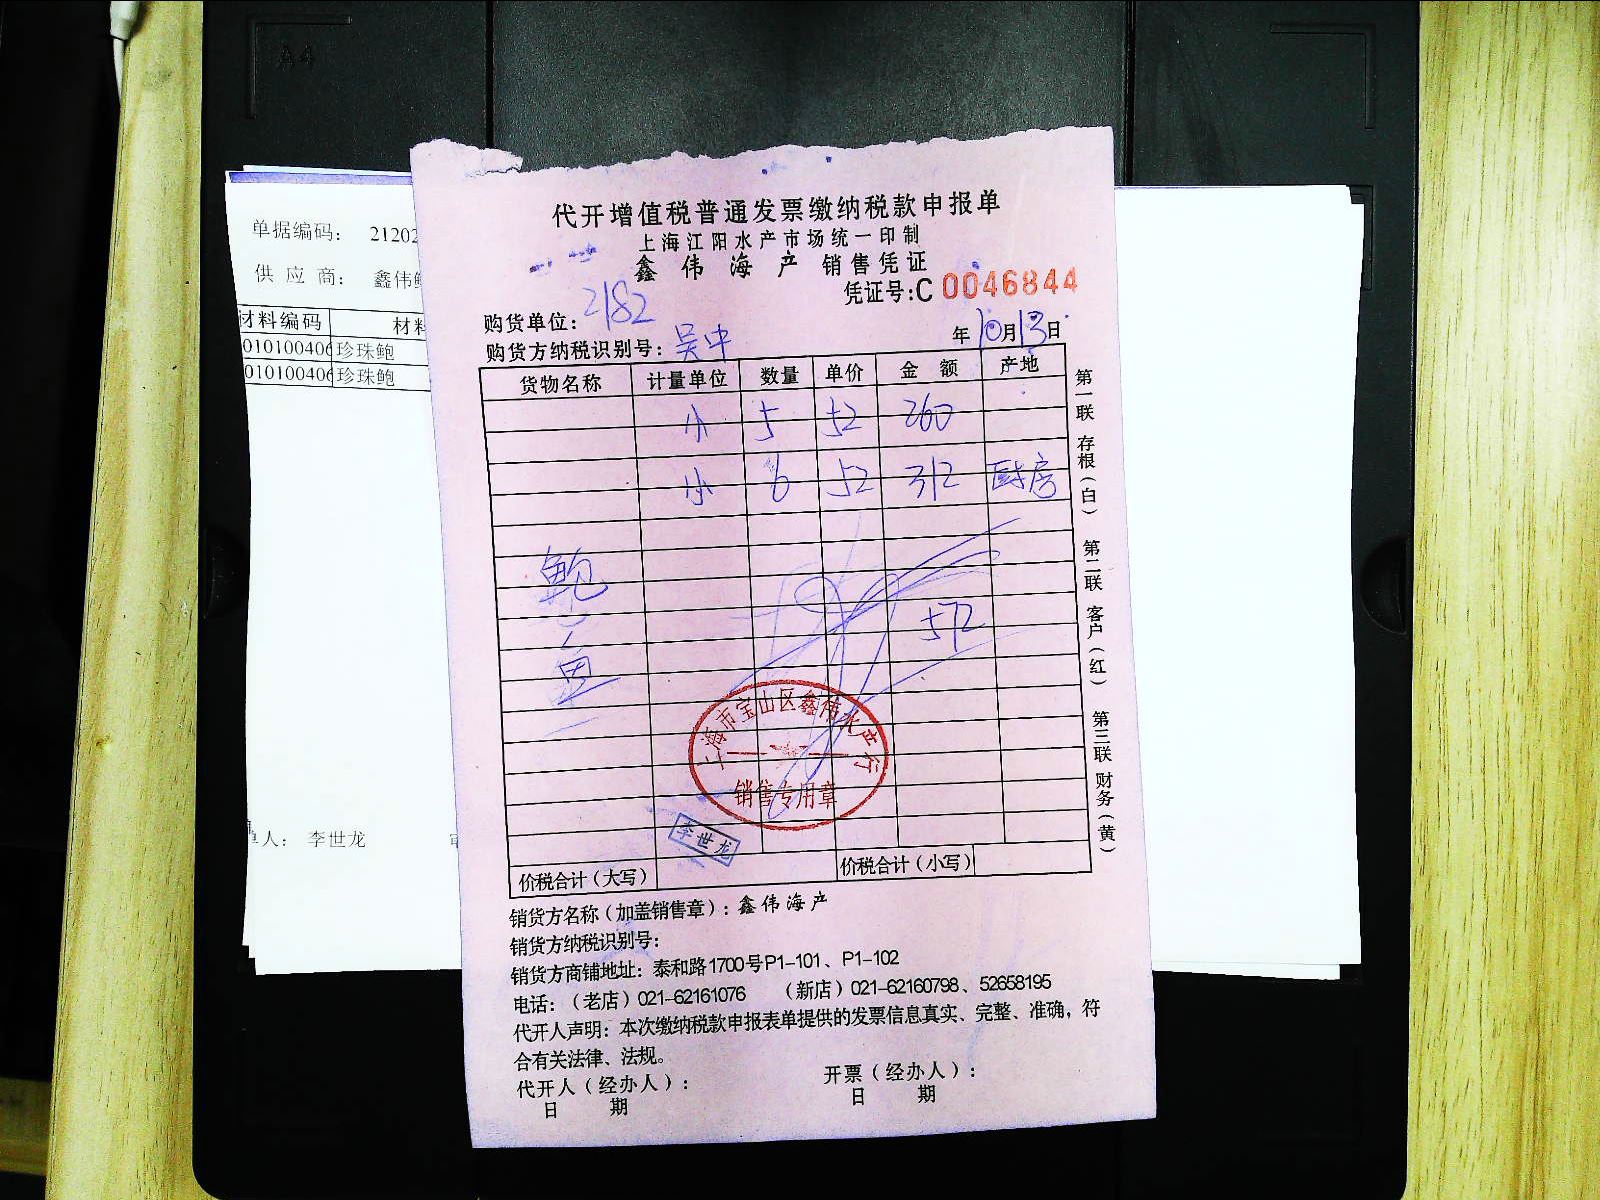 A4
单据编码： 21202
供 应 商： 鑫伟鲍
材料编码 材料
010100406 珍珠鲍
010100406 珍珠鲍
单人： 李世龙
代开增值税普通发票缴纳税款申报单
上海江阳水产市场统一印制
鑫 伟 海 产 销售凭证
凭证号:C 0046844
购货单位： 2182
购货方纳税识别号： 吴中
年 10月13日
货物名称 计量单位 数量 单价 金 额 产地
小 5 52 260
小 6 52 312 厨房
鲍
鱼
572
上海市宝山区鑫伟水产行
销售专用章
李世龙
价税合计（大写） 价税合计（小写）
第一联 存根（白） 第二联 客户（红） 第三联 财务（黄）
销货方名称（加盖销售章）：鑫伟海产
销货方纳税识别号：
销货方商铺地址：泰和路1700号P1-101、P1-102
电话：（老店）021-62161076 （新店）021-62160798、52658195
代开人声明：本次缴纳税款申报表单提供的发票信息真实、完整、准确，符
合有关法律、法规。
代开人（经办人）： 开票（经办人）：
日 期 日 期